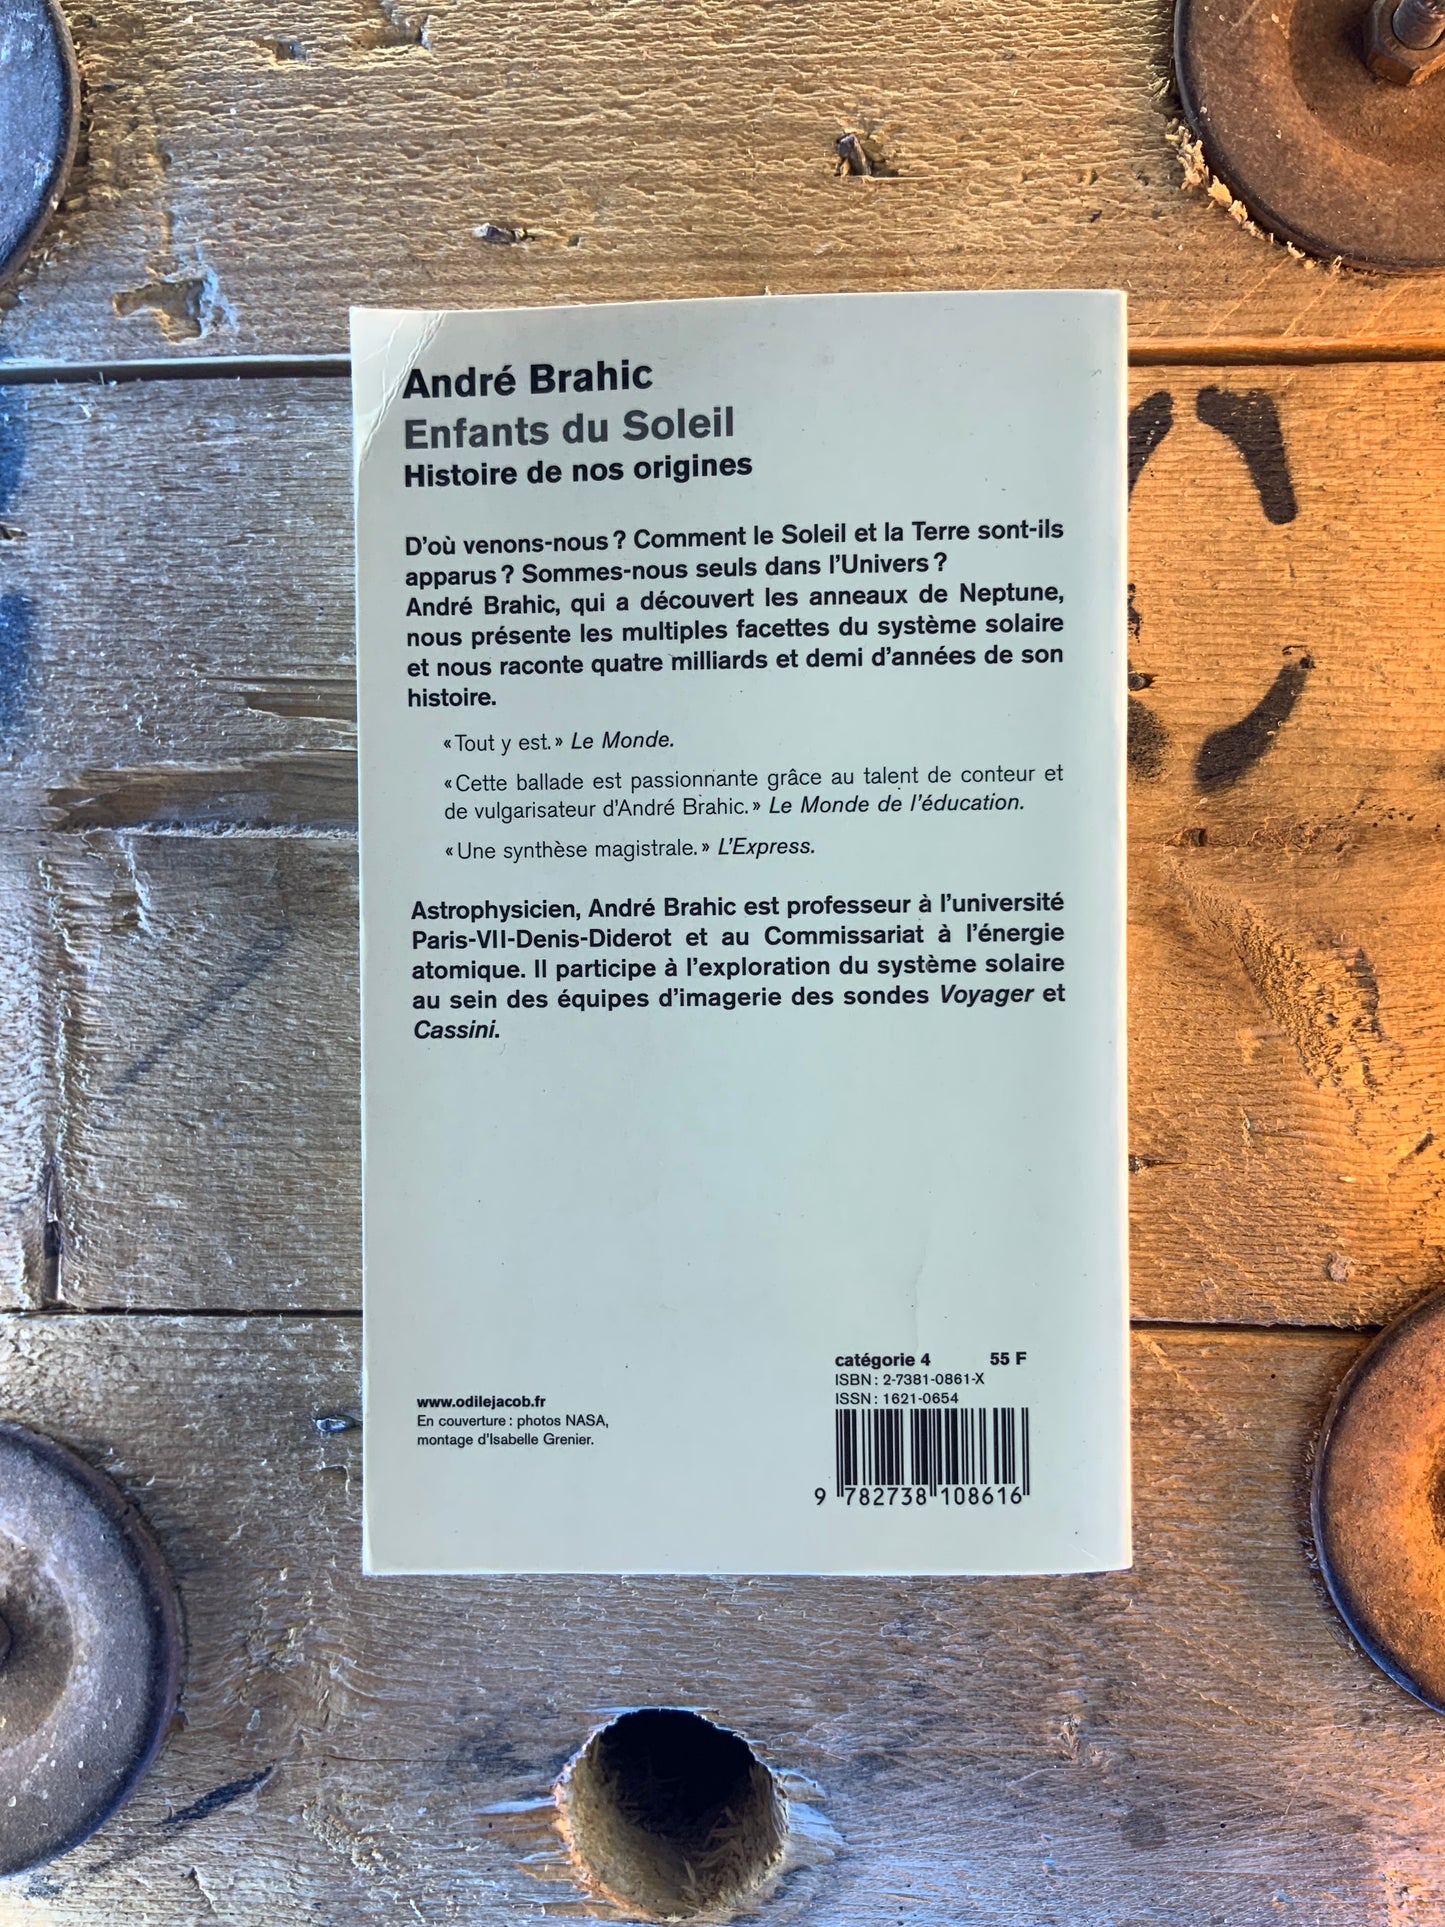 André Brahic
Enfants du Soleil
Histoire de nos origines
D'où venons-nous ? Comment le Soleil et la Terre sont-ils
apparus ? Sommes-nous seuls dans l'Univers ?
André Brahic, qui a découvert les anneaux de Neptune,
nous présente les multiples facettes du système solaire
et nous raconte quatre milliards et demi d'années de son
histoire.
« Tout y est. » Le Monde.
« Cette ballade est passionnante grâce au talent de conteur et
de vulgarisateur d'André Brahic. » Le Monde de l'éducation.
« Une synthèse magistrale. » L'Express.
Astrophysicien, André Brahic est professeur à l'université
Paris-VII-Denis-Diderot et au Commissariat à l'énergie
atomique. Il participe à l'exploration du système solaire
au sein des équipes d'imagerie des sondes Voyager et
Cassini.
catégorie 4 55 F
ISBN : 2-7381-0861-X
ISSN : 1621-0654
www.odilejacob.fr
En couverture : photos NASA,
montage d'Isabelle Grenier.
9 782738 108616